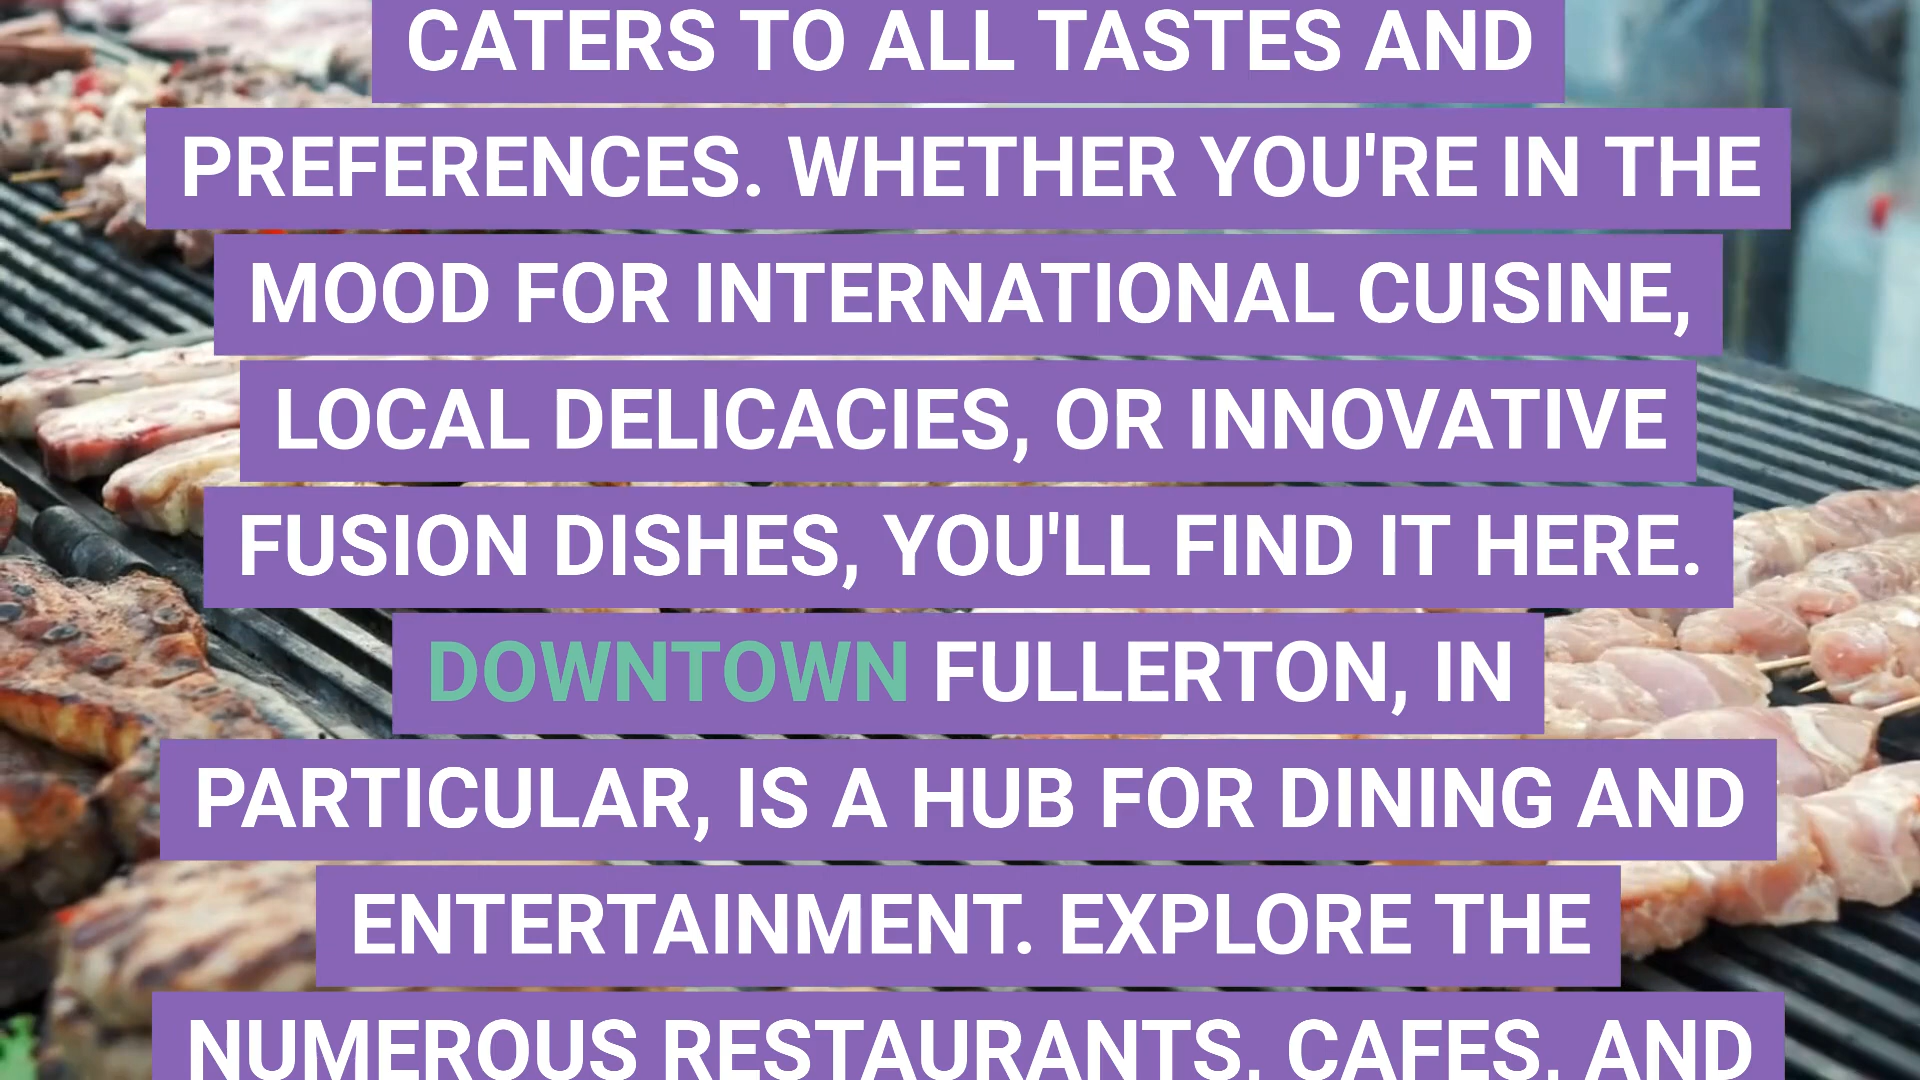 CATERS TO ALL TASTES AND
PREFERENCES. WHETHER YOU'RE IN THE
MOOD FOR INTERNATIONAL CUISINE,
LOCAL DELICACIES, OR INNOVATIVE
FUSION DISHES, YOU'LL FIND IT HERE.
DOWNTOWN FULLERTON, IN
PARTICULAR, IS A HUB FOR DINING AND
ENTERTAINMENT. EXPLORE THE
NUMEROUS RESTAURANTS, CAFES, AND